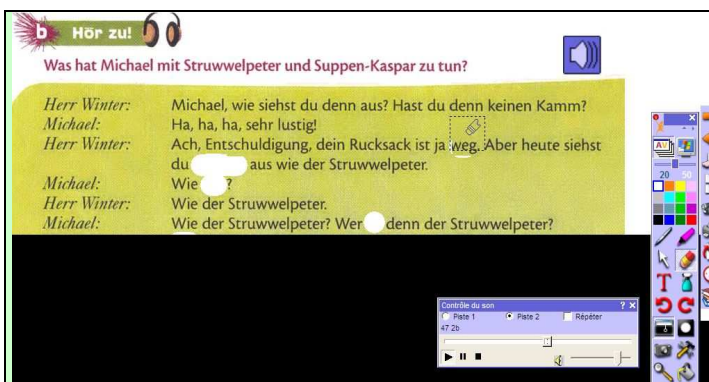 b Hör zu!
Was hat Michael mit Struwwelpeter und Suppen-Kaspar zu tun?
Herr Winter: Michael, wie siehst du denn aus? Hast du denn keinen Kamm?
Michael: Ha, ha, ha, sehr lustig!
Herr Winter: Ach, Entschuldigung, dein Rucksack ist ja weg. Aber heute siehst
du aus wie der Struwwelpeter.
Michael: Wie ?
Herr Winter: Wie der Struwwelpeter.
Michael: Wie der Struwwelpeter? Wer denn der Struwwelpeter?
AV
20 50
T
Contrôle du son ? X
Piste 1 Piste 2 Répéter
47 2b